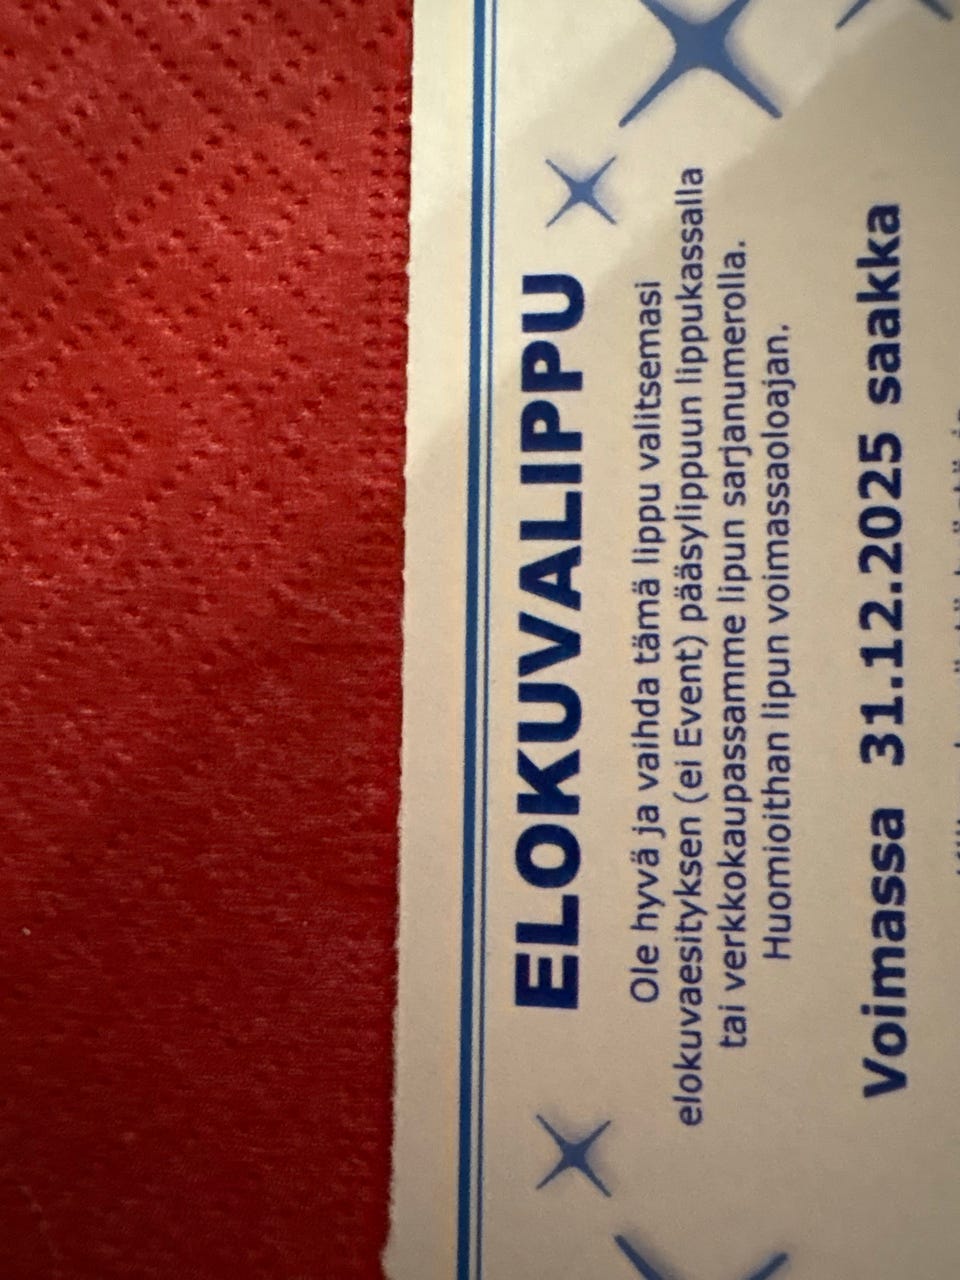 ELOKUVALIPPU
Ole hyvä ja vaihda tämä lippu valitsemasi
elokuvaesityksen (ei Event) pääsylippuun lippukassalla
tai verkkokaupassamme lipun sarjanumerolla.
Huomioithan lipun voimassaoloajan.
Voimassa 31.12.2025 saakka